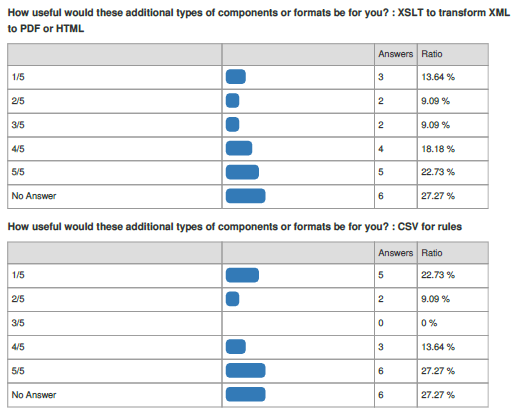 How useful would these additional types of components or formats be for you? : XSLT to transform XML
to PDF or HTML
Answers Ratio
1/5 3 13.64 %
2/5 2 9.09 %
3/5 2 9.09 %
4/5 4 18.18 %
5/5 5 22.73 %
No Answer 6 27.27 %
How useful would these additional types of components or formats be for you? : CSV for rules
Answers Ratio
1/5 5 22.73 %
2/5 2 9.09 %
3/5 0 0 %
4/5 3 13.64 %
5/5 6 27.27 %
No Answer 6 27.27 %